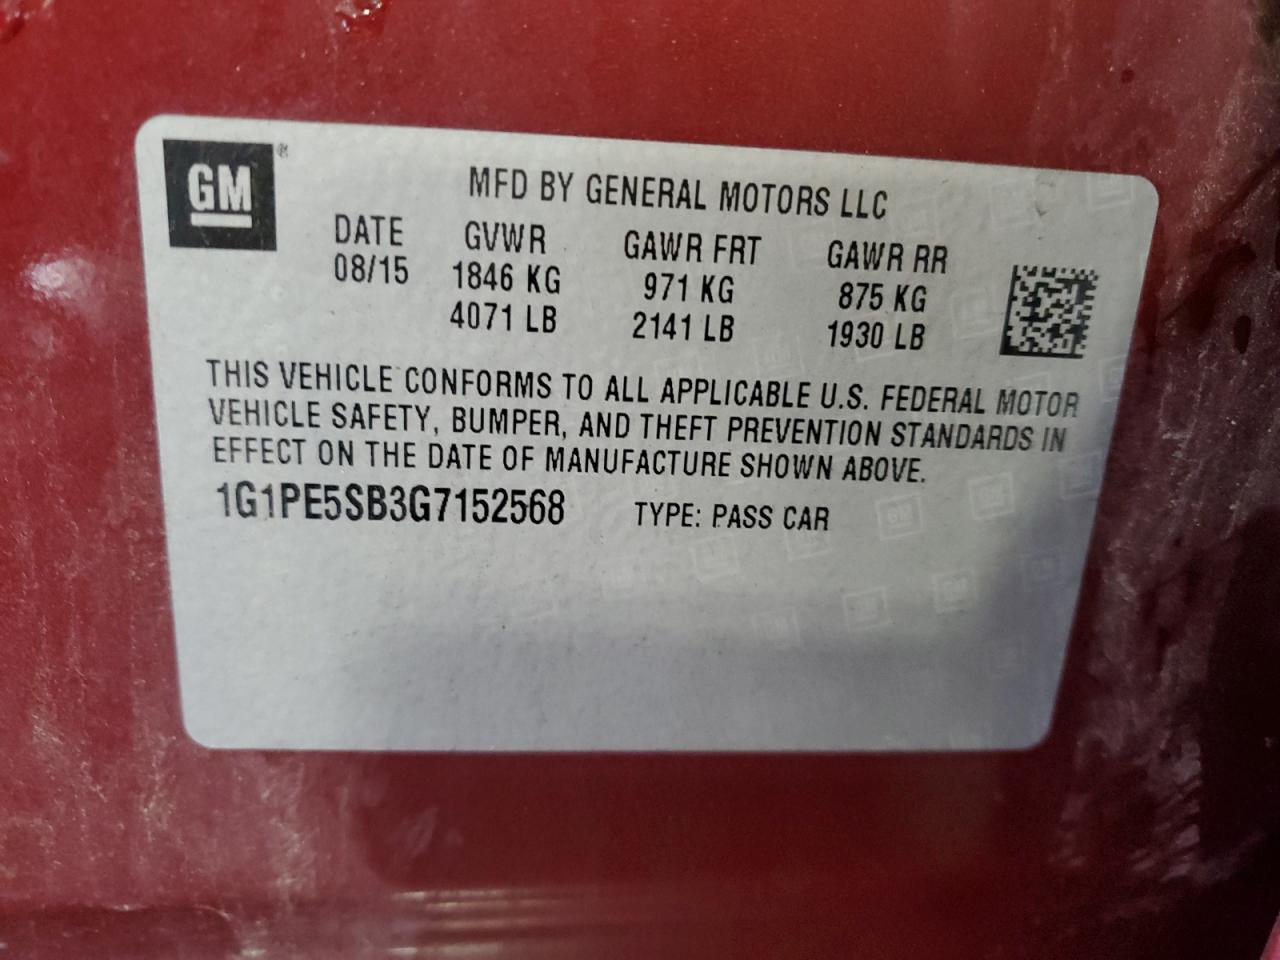 GM®
MFD BY GENERAL MOTORS LLC
DATE GVWR GAWR FRT GAWR RR
08/15 1846 KG 971 KG 875 KG
4071 LB 2141 LB 1930 LB
THIS VEHICLE CONFORMS TO ALL APPLICABLE U.S. FEDERAL MOTOR
VEHICLE SAFETY, BUMPER, AND THEFT PREVENTION STANDARDS IN
EFFECT ON THE DATE OF MANUFACTURE SHOWN ABOVE.
1G1PE5SB3G7152568 TYPE: PASS CAR